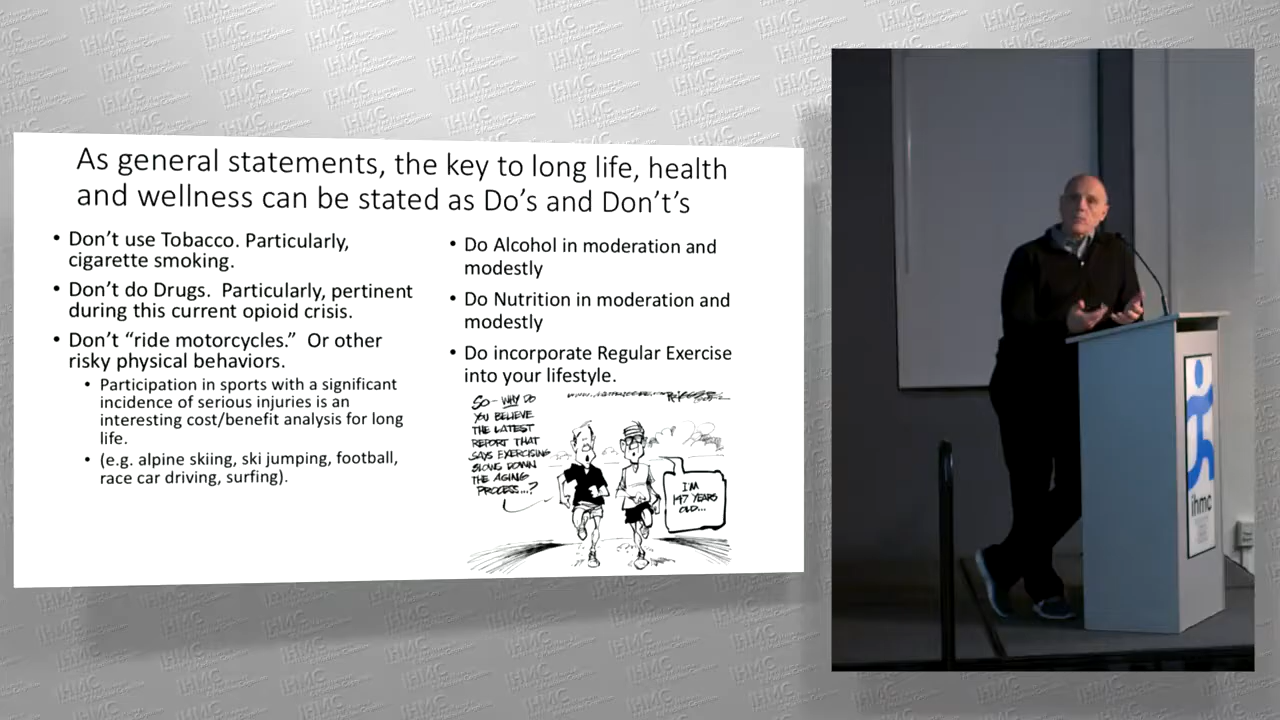 As general statements, the key to long life, health
and wellness can be stated as Do’s and Don’t’s
• Don’t use Tobacco. Particularly,
cigarette smoking.
• Don’t do Drugs.  Particularly, pertinent
during this current opioid crisis.
• Don’t “ride motorcycles.”  Or other
risky physical behaviors.
• Participation in sports with a significant
incidence of serious injuries is an
interesting cost/benefit analysis for long
life.
• (e.g. alpine skiing, ski jumping, football,
race car driving, surfing).
• Do Alcohol in moderation and
modestly
• Do Nutrition in moderation and
modestly
• Do incorporate Regular Exercise
into your lifestyle.
SO - WHY DO
YOU BELIEVE
THE LATEST
REPORT THAT
SAYS EXERCISING
SLOWS DOWN
THE AGING
PROCESS...?
I'M
147 YEARS
OLD...
ihmc